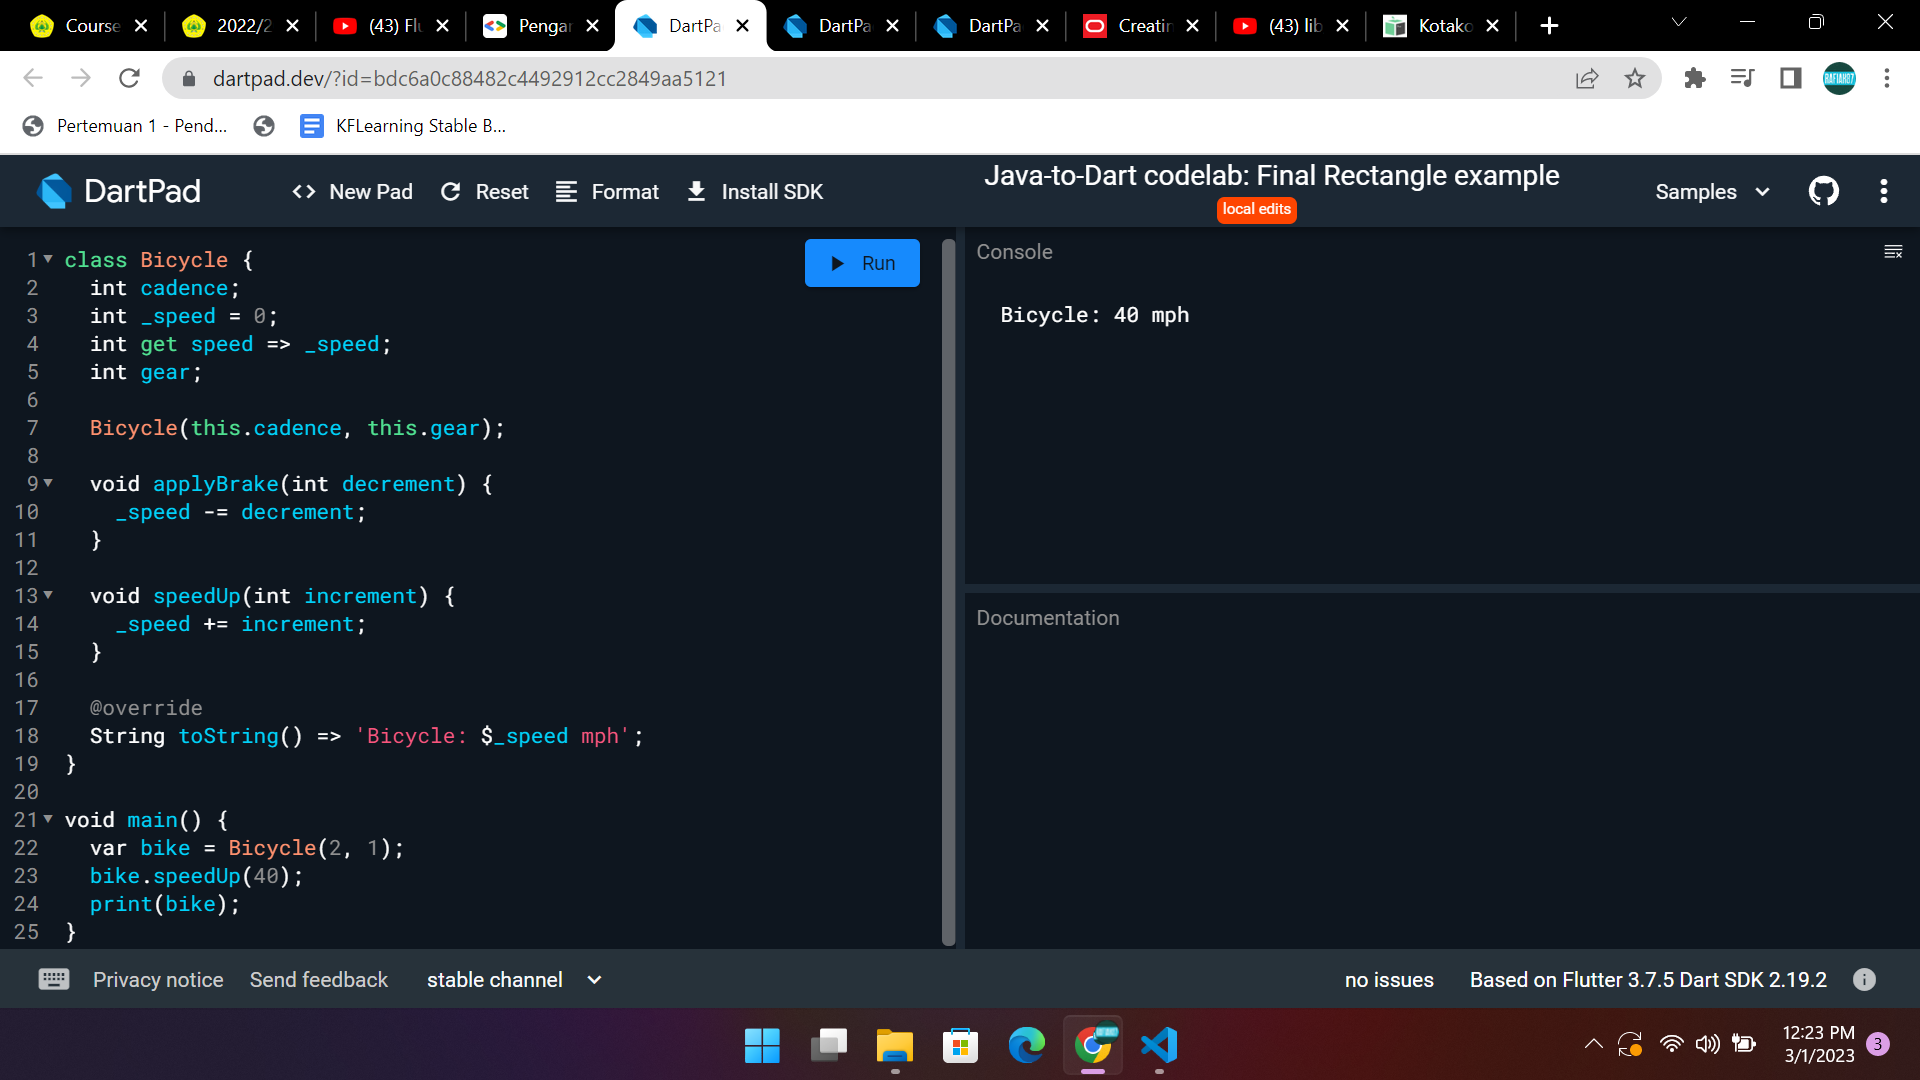 Course
2022/2
(43) Flu
Pengar
DartPa
DartPa
DartPa
Creatin
(43) lib
Kotako
dartpad.dev/?id=bdc6a0c88482c4492912cc2849aa5121
RAFIAH87
Pertemuan 1 - Pend...
KFLearning Stable B...
DartPad
<> New Pad
Reset
Format
Install SDK
Java-to-Dart codelab: Final Rectangle example
local edits
Samples
Run
Console
Bicycle: 40 mph
Documentation
1 class Bicycle {
2 int cadence;
3 int _speed = 0;
4 int get speed => _speed;
5 int gear;
6
7 Bicycle(this.cadence, this.gear);
8
9 void applyBrake(int decrement) {
10 _speed -= decrement;
11 }
12
13 void speedUp(int increment) {
14 _speed += increment;
15 }
16
17 @override
18 String toString() => 'Bicycle: $_speed mph';
19 }
20
21 void main() {
22 var bike = Bicycle(2, 1);
23 bike.speedUp(40);
24 print(bike);
25 }
Privacy notice
Send feedback
stable channel
no issues
Based on Flutter 3.7.5 Dart SDK 2.19.2
12:23 PM
3/1/2023
3